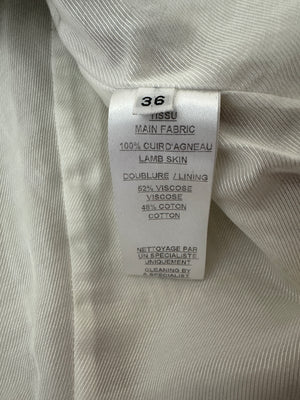 36
TISSU
MAIN FABRIC
100% CUIR D'AGNEAU
LAMB SKIN
DOUBLURE / LINING
52% VISCOSE
VISCOSE
48% COTON
COTTON
NETTOYAGE PAR
UN SPECIALISTE
UNIQUEMENT
CLEANING BY
A SPECIALIST